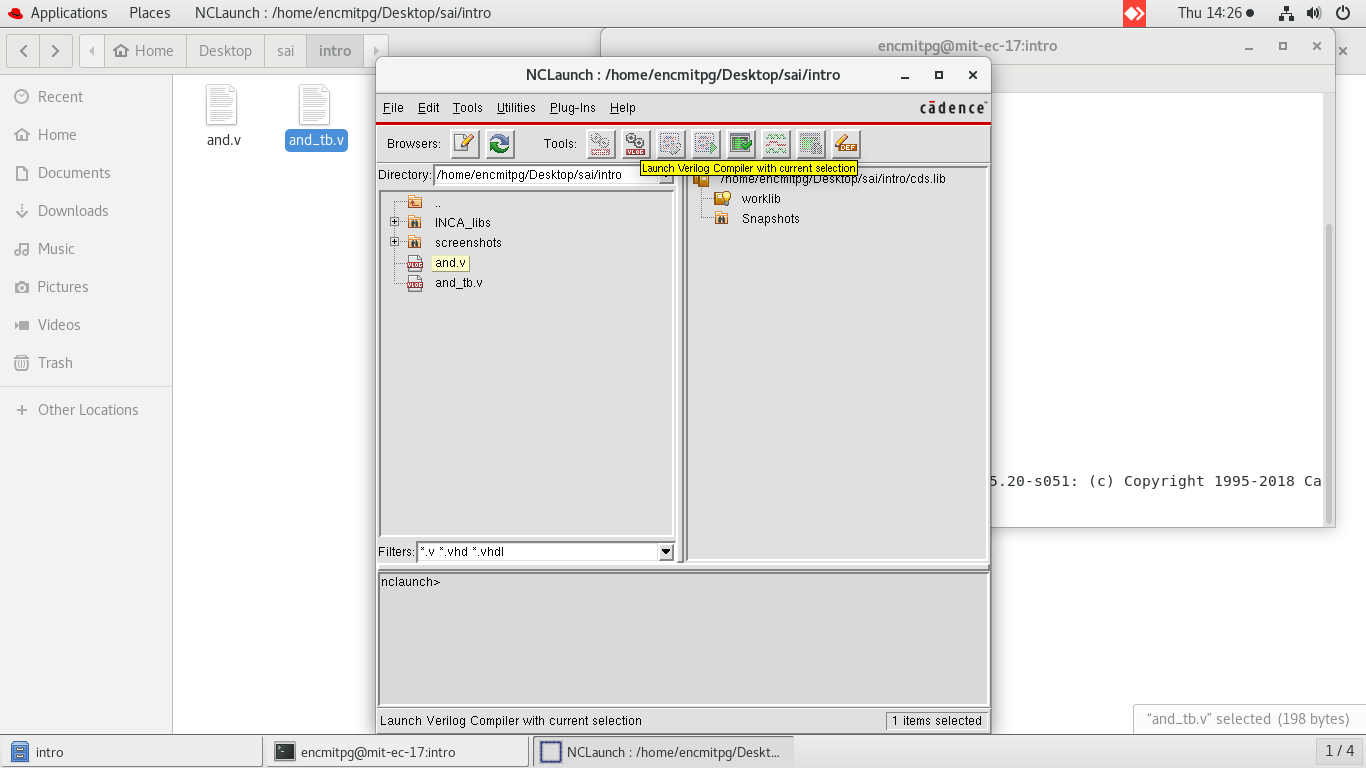 Applications Places NCLaunch : /home/encmitpg/Desktop/sai/intro Thu 14:26
Home Desktop sai intro
encmitpg@mit-ec-17:intro
Recent
Home
Documents
Downloads
Music
Pictures
Videos
Trash
Other Locations
and.v and_tb.v
NCLaunch : /home/encmitpg/Desktop/sai/intro
File Edit Tools Utilities Plug-Ins Help cādence
Browsers: Tools:
VLOG
DEF
Launch Verilog Compiler with current selection
Directory: /home/encmitpg/Desktop/sai/intro
..
INCA_libs
screenshots
VLOG and.v
VLOG and_tb.v
/home/encmitpg/Desktop/sai/intro/cds.lib
worklib
Snapshots
Filters: *.v *.vhd *.vhdl
nclaunch>
Launch Verilog Compiler with current selection 1 items selected
5.20-s051: (c) Copyright 1995-2018 Ca
“and_tb.v” selected (198 bytes)
intro encmitpg@mit-ec-17:intro NCLaunch : /home/encmitpg/Deskt... 1 / 4